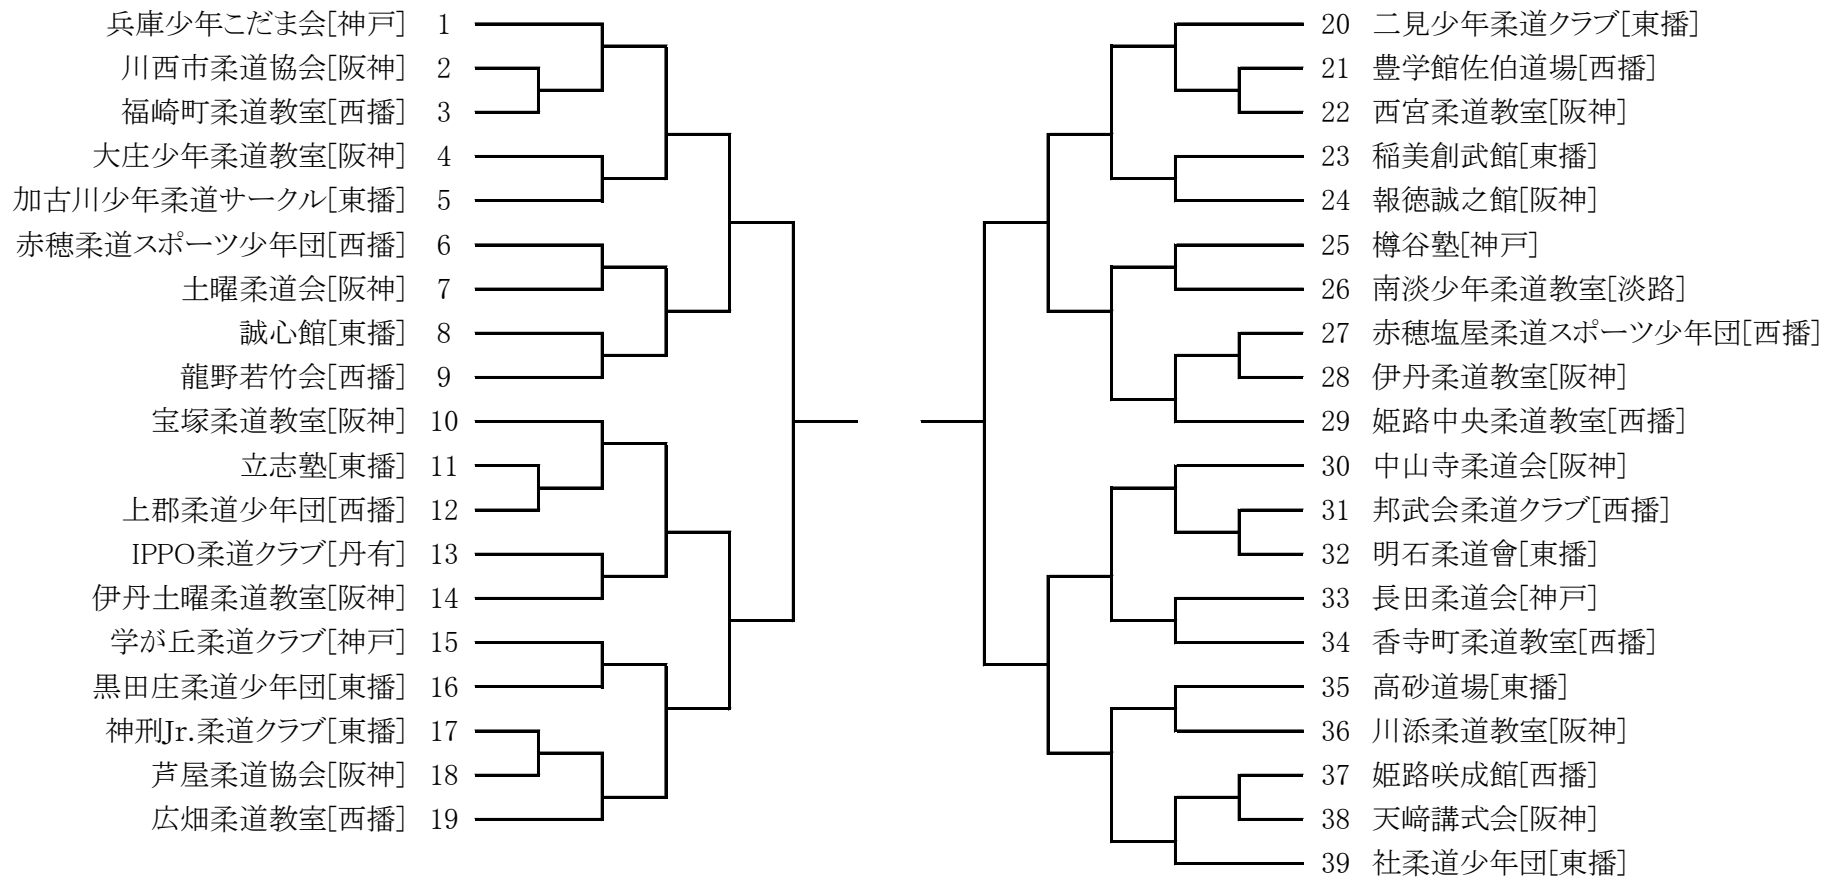 兵庫少年こだま会[神戸] 1
川西市柔道協会[阪神] 2
福崎町柔道教室[西播] 3
大庄少年柔道教室[阪神] 4
加古川少年柔道サークル[東播] 5
赤穂柔道スポーツ少年団[西播] 6
土曜柔道会[阪神] 7
誠心館[東播] 8
龍野若竹会[西播] 9
宝塚柔道教室[阪神] 10
立志塾[東播] 11
上郡柔道少年団[西播] 12
IPPO柔道クラブ[丹有] 13
伊丹土曜柔道教室[阪神] 14
学が丘柔道クラブ[神戸] 15
黒田庄柔道少年団[東播] 16
神刑Jr.柔道クラブ[東播] 17
芦屋柔道協会[阪神] 18
広畑柔道教室[西播] 19
20 二見少年柔道クラブ[東播]
21 豊学館佐伯道場[西播]
22 西宮柔道教室[阪神]
23 稲美創武館[東播]
24 報徳誠之館[阪神]
25 樽谷塾[神戸]
26 南淡少年柔道教室[淡路]
27 赤穂塩屋柔道スポーツ少年団[西播]
28 伊丹柔道教室[阪神]
29 姫路中央柔道教室[西播]
30 中山寺柔道会[阪神]
31 邦武会柔道クラブ[西播]
32 明石柔道會[東播]
33 長田柔道会[神戸]
34 香寺町柔道教室[西播]
35 高砂道場[東播]
36 川添柔道教室[阪神]
37 姫路咲成館[西播]
38 天﨑講式会[阪神]
39 社柔道少年団[東播]